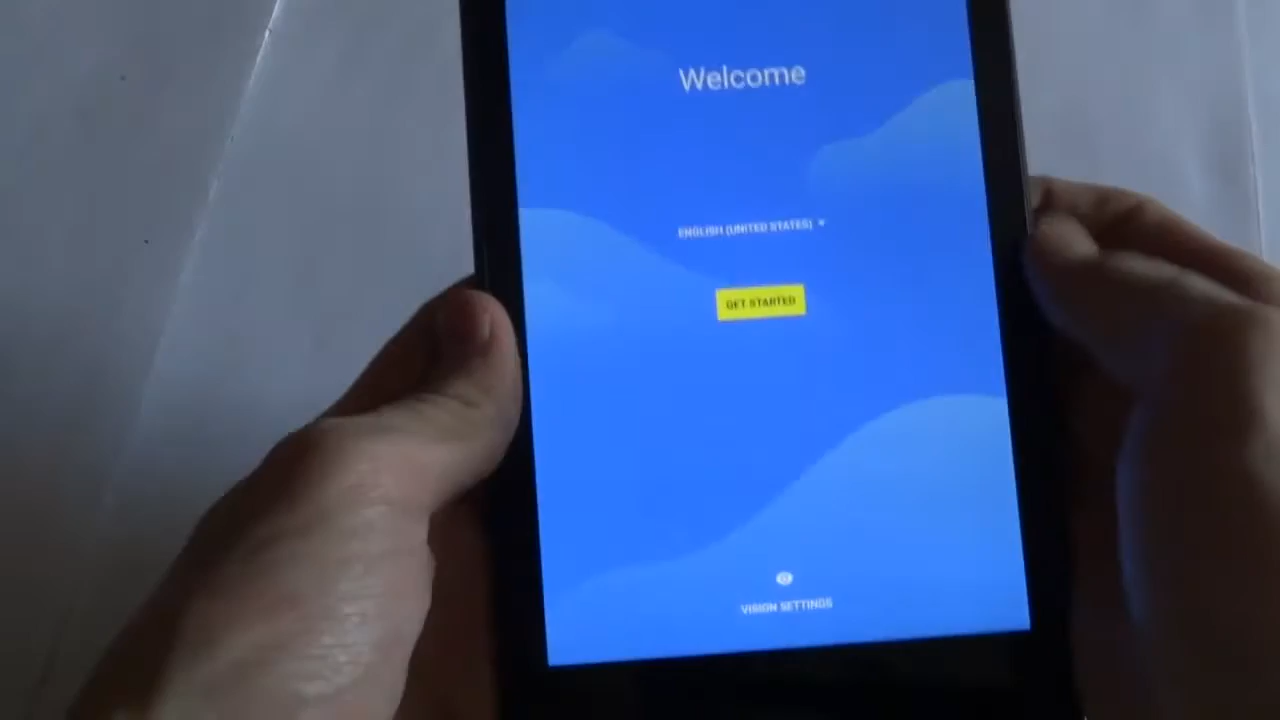 Welcome
ENGLISH (UNITED STATES)
GET STARTED
VISION SETTINGS